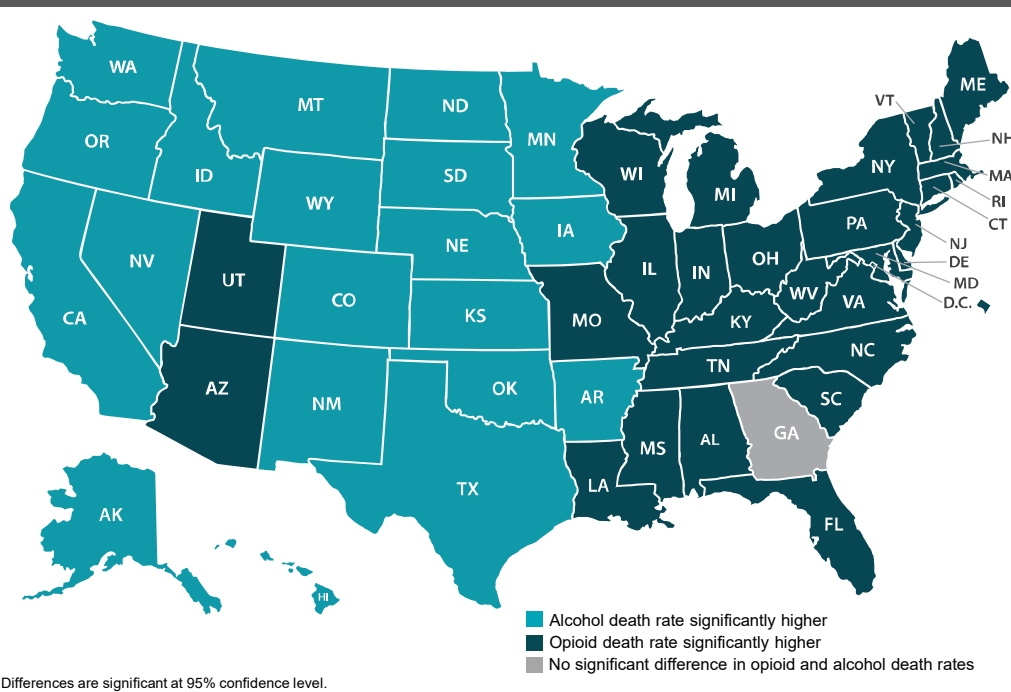 WA
MT
ND
MN
OR
ID
SD
WY
WI
MI
ME
VT
NH
NY
MA
RI
CT
NV
NE
IA
PA
NJ
DE
MD
D.C.
UT
CO
IL
IN
OH
WV
VA
CA
KS
MO
KY
NC
AZ
NM
OK
AR
TN
SC
GA
MS
AL
TX
LA
FL
AK
HI
Alcohol death rate significantly higher
Opioid death rate significantly higher
No significant difference in opioid and alcohol death rates
Differences are significant at 95% confidence level.